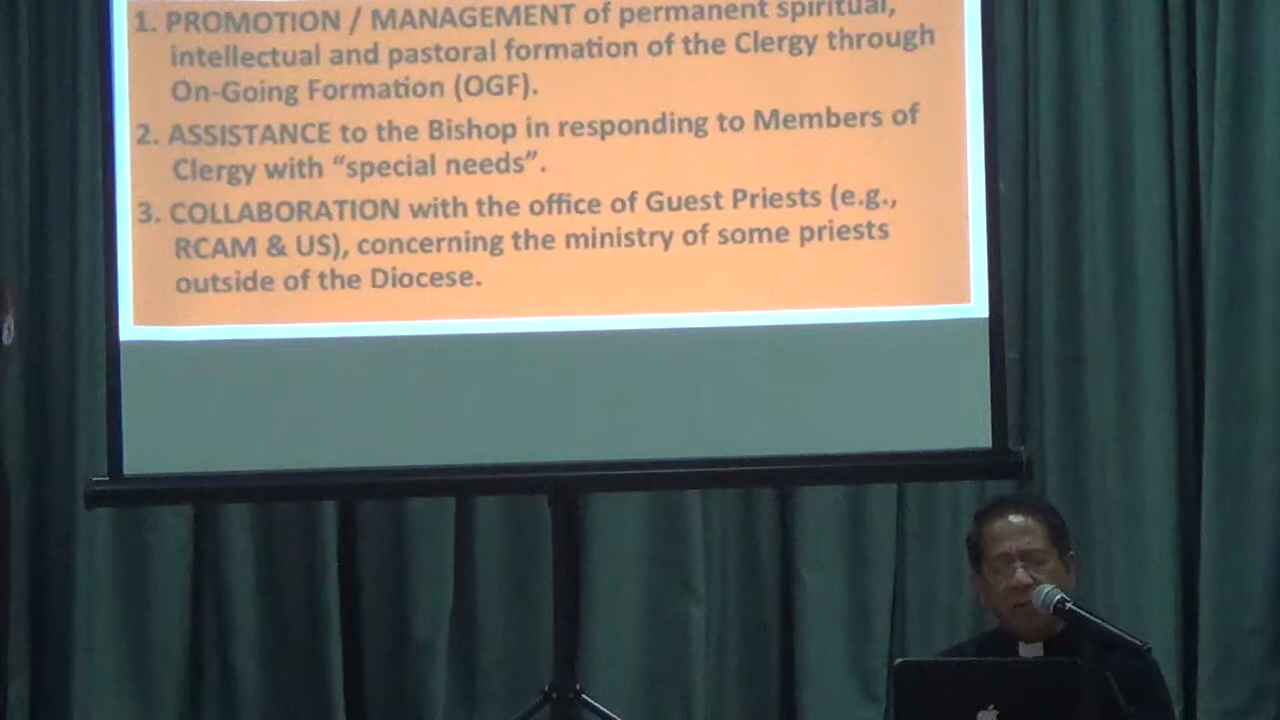 1. PROMOTION / MANAGEMENT of permanent spiritual,
intellectual and pastoral formation of the Clergy through
On-Going Formation (OGF).
2. ASSISTANCE to the Bishop in responding to Members of
Clergy with “special needs”.
3. COLLABORATION with the office of Guest Priests (e.g.,
RCAM & US), concerning the ministry of some priests
outside of the Diocese.